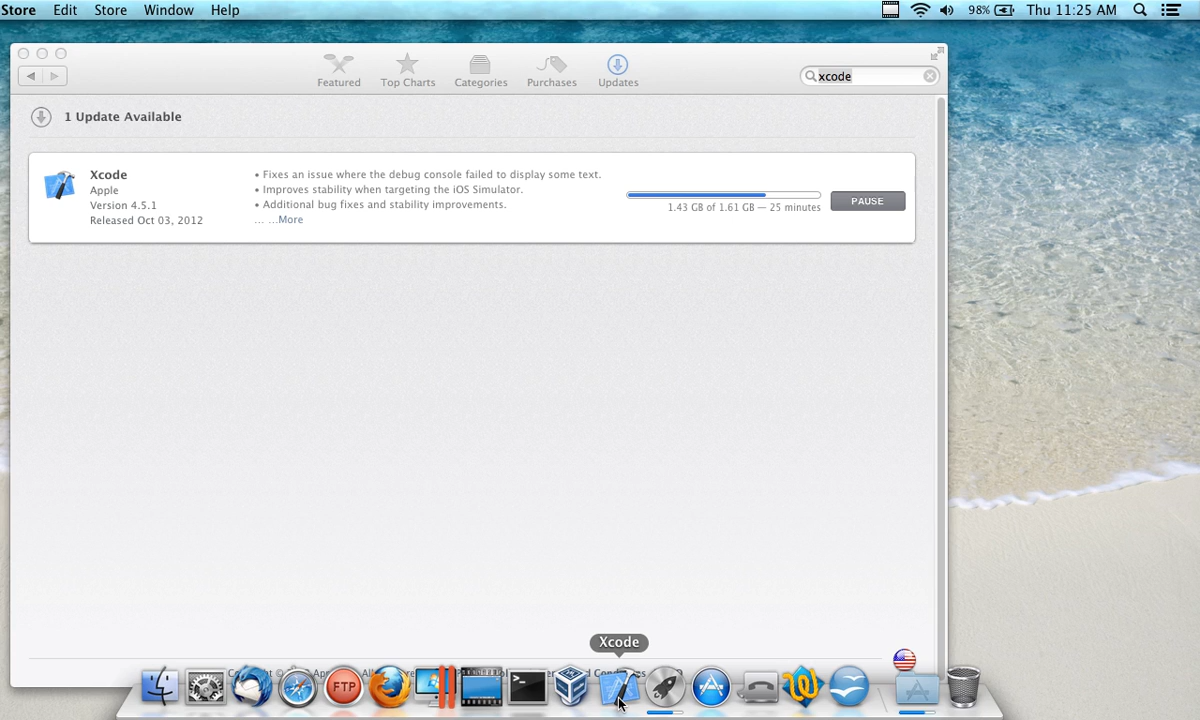 Store Edit Store Window Help 98% Thu 11:25 AM
Featured Top Charts Categories Purchases Updates
xcode
1 Update Available
Xcode
Apple
Version 4.5.1
Released Oct 03, 2012
• Fixes an issue where the debug console failed to display some text.
• Improves stability when targeting the iOS Simulator.
• Additional bug fixes and stability improvements.
... ...More
1.43 GB of 1.61 GB — 25 minutes
PAUSE
Xcode
FTP